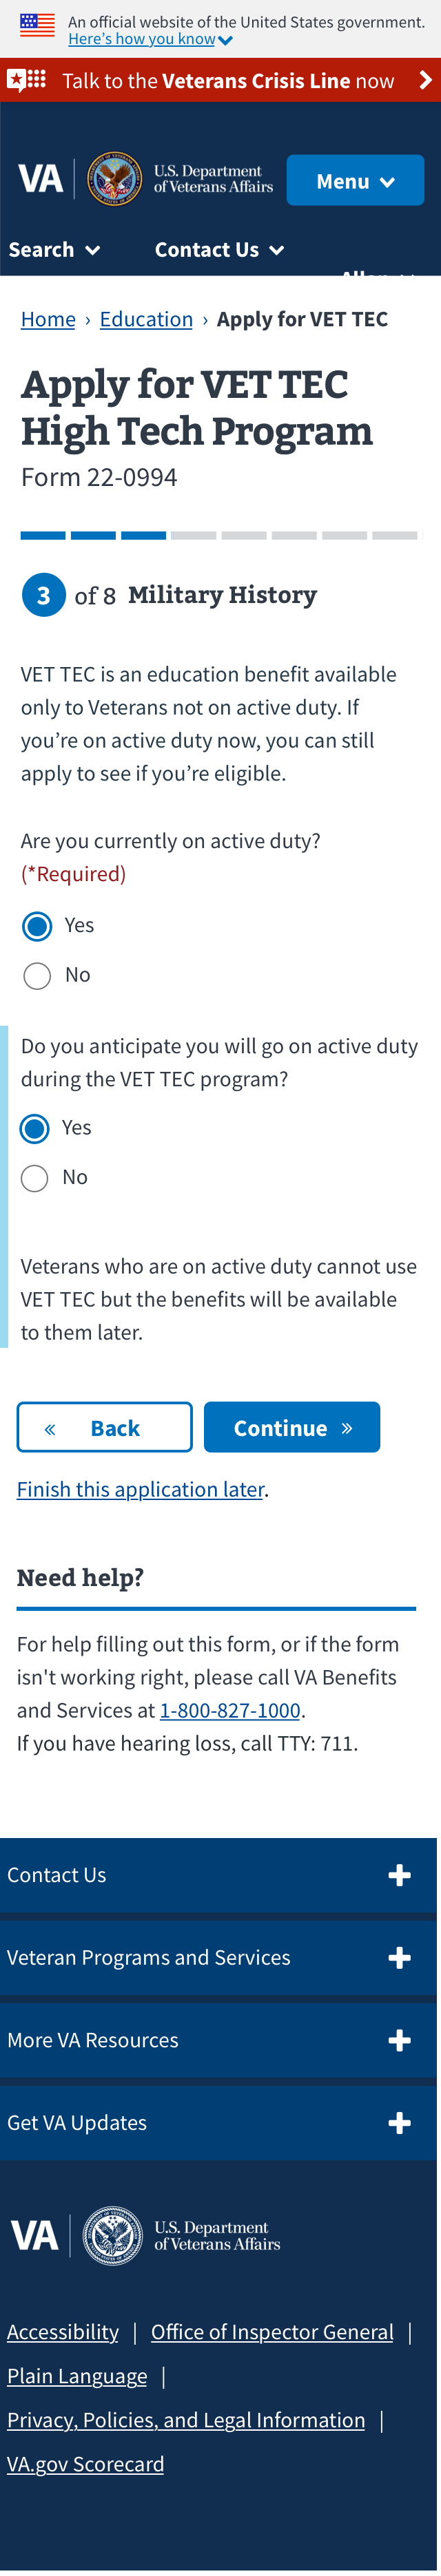 An official website of the United States government.
Here’s how you know
Talk to the Veterans Crisis Line now
VA U.S. Department
of Veterans Affairs
Menu
Search Contact Us
Home › Education › Apply for VET TEC
Apply for VET TEC
High Tech Program
Form 22-0994
3 of 8 Military History
VET TEC is an education benefit available
only to Veterans not on active duty. If
you’re on active duty now, you can still
apply to see if you’re eligible.
Are you currently on active duty?
(*Required)
Yes
No
Do you anticipate you will go on active duty
during the VET TEC program?
Yes
No
Veterans who are on active duty cannot use
VET TEC but the benefits will be available
to them later.
« Back Continue »
Finish this application later.
Need help?
For help filling out this form, or if the form
isn't working right, please call VA Benefits
and Services at 1-800-827-1000.
If you have hearing loss, call TTY: 711.
Contact Us
Veteran Programs and Services
More VA Resources
Get VA Updates
VA U.S. Department
of Veterans Affairs
Accessibility | Office of Inspector General |
Plain Language |
Privacy, Policies, and Legal Information |
VA.gov Scorecard